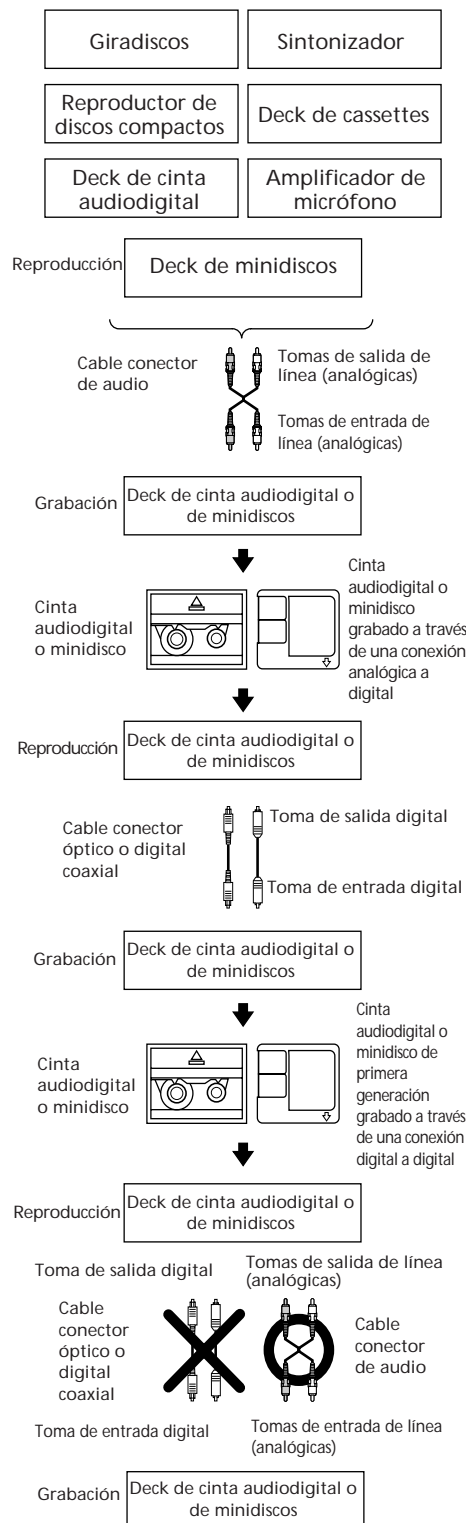 Giradiscos
Sintonizador
Reproductor de
discos compactos
Deck de cassettes
Deck de cinta
audiodigital
Amplificador de
micrófono
Reproducción
Deck de minidiscos
Cable conector
de audio
Tomas de salida de
línea (analógicas)
Tomas de entrada de
línea (analógicas)
Grabación
Deck de cinta audiodigital o
de minidiscos
Cinta
audiodigital
o minidisco
Cinta
audiodigital o
minidisco
grabado a través
de una conexión
analógica a
digital
Reproducción
Deck de cinta audiodigital o
de minidiscos
Cable conector
óptico o digital
coaxial
Toma de salida digital
Toma de entrada digital
Grabación
Deck de cinta audiodigital o
de minidiscos
Cinta
audiodigital
o minidisco
Cinta
audiodigital o
minidisco de
primera
generación
grabado a través
de una conexión
digital a digital
Reproducción
Deck de cinta audiodigital o
de minidiscos
Toma de salida digital
Tomas de salida de línea
(analógicas)
Cable
conector
óptico o
digital
coaxial
Cable
conector
de audio
Toma de entrada digital
Tomas de entrada de línea
(analógicas)
Grabación
Deck de cinta audiodigital o
de minidiscos